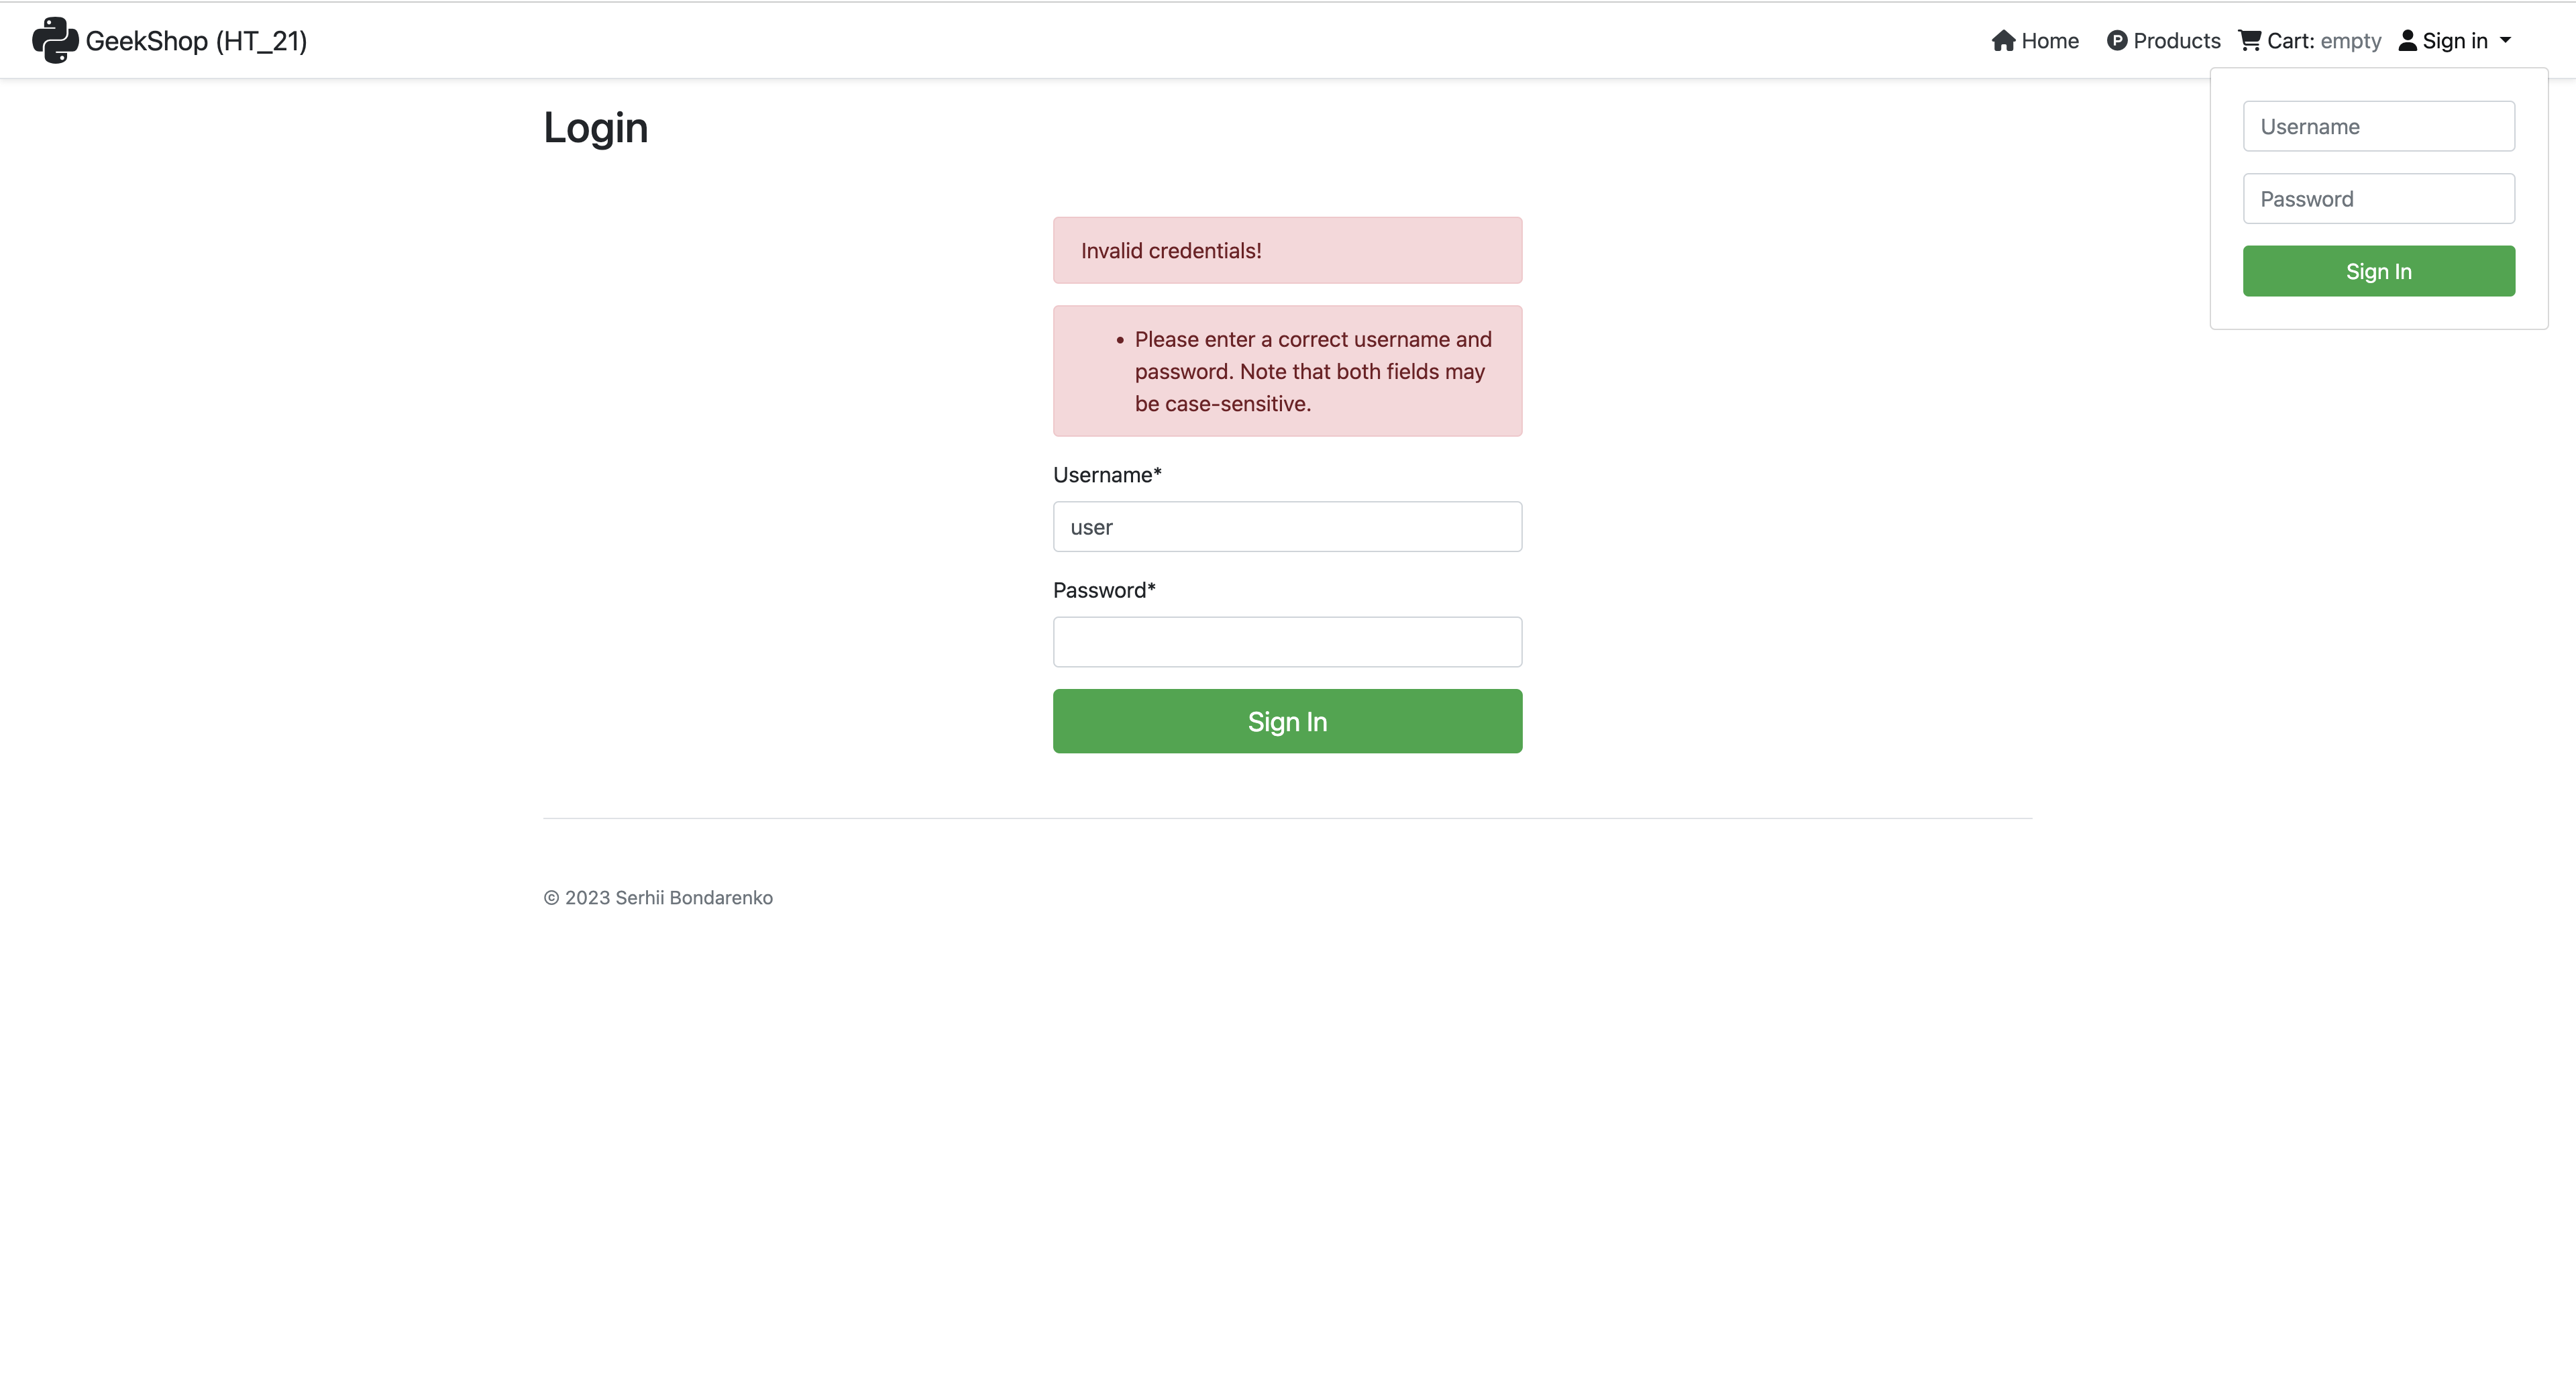 GeekShop (HT_21)
Home
Products
Cart: empty
Sign in
Username
Password
Sign In
Login
Invalid credentials!
• Please enter a correct username and
password. Note that both fields may
be case-sensitive.
Username*
user
Password*
Sign In
© 2023 Serhii Bondarenko